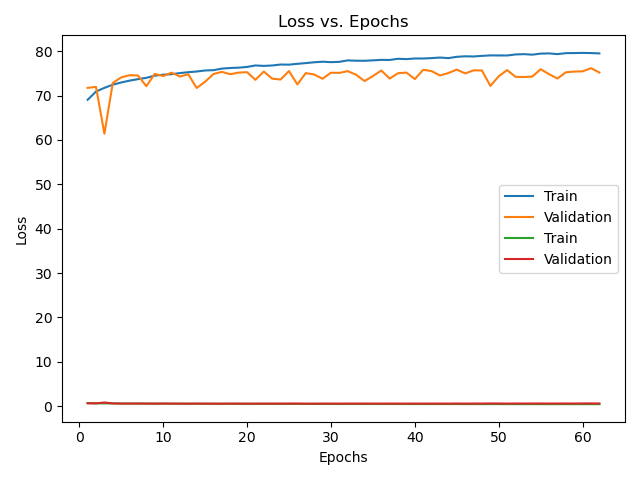 Loss vs. Epochs
80
70
60
50
40
30
20
10
0
Loss
Train
Validation
Train
Validation
0 10 20 30 40 50 60
Epochs